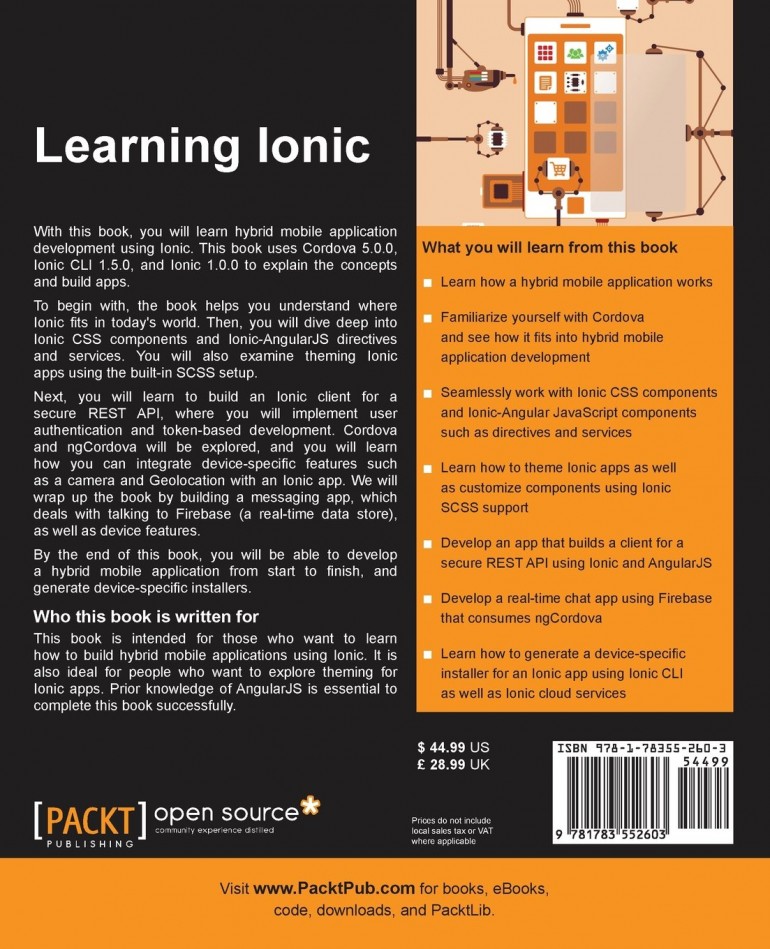 Learning Ionic
With this book, you will learn hybrid mobile application
development using Ionic. This book uses Cordova 5.0.0,
Ionic CLI 1.5.0, and Ionic 1.0.0 to explain the concepts
and build apps.
To begin with, the book helps you understand where
Ionic fits in today's world. Then, you will dive deep into
Ionic CSS components and Ionic-AngularJS directives
and services. You will also examine theming Ionic
apps using the built-in SCSS setup.
Next, you will learn to build an Ionic client for a
secure REST API, where you will implement user
authentication and token-based development. Cordova
and ngCordova will be explored, and you will learn
how you can integrate device-specific features such
as a camera and Geolocation with an Ionic app. We will
wrap up the book by building a messaging app, which
deals with talking to Firebase (a real-time data store),
as well as device features.
By the end of this book, you will be able to develop
a hybrid mobile application from start to finish, and
generate device-specific installers.
Who this book is written for
This book is intended for those who want to learn
how to build hybrid mobile applications using Ionic. It is
also ideal for people who want to explore theming for
Ionic apps. Prior knowledge of AngularJS is essential to
complete this book successfully.
What you will learn from this book
Learn how a hybrid mobile application works
Familiarize yourself with Cordova
and see how it fits into hybrid mobile
application development
Seamlessly work with Ionic CSS components
and Ionic-Angular JavaScript components
such as directives and services
Learn how to theme Ionic apps as well
as customize components using Ionic
SCSS support
Develop an app that builds a client for a
secure REST API using Ionic and AngularJS
Develop a real-time chat app using Firebase
that consumes ngCordova
Learn how to generate a device-specific
installer for an Ionic app using Ionic CLI
as well as Ionic cloud services
$ 44.99 US
£ 28.99 UK
Prices do not include
local sales tax or VAT
where applicable
ISBN 978-1-78355-260-3
54499
9 781783 552603
[PACKT] open source*
PUBLISHING community experience distilled
Visit www.PacktPub.com for books, eBooks,
code, downloads, and PacktLib.